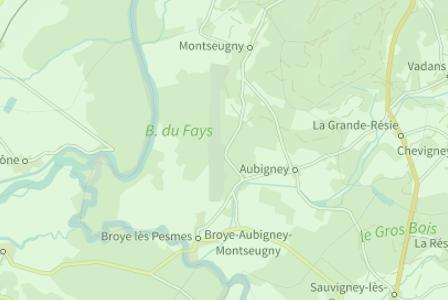 Montseugny
Vadans
La Grande-Résie
B. du Fays
Chevigney
ône
Aubigney
le Gros Bois
Broye lès Pesmes
Broye-Aubigney-
Montseugny
La Rés
Sauvigney-lès-